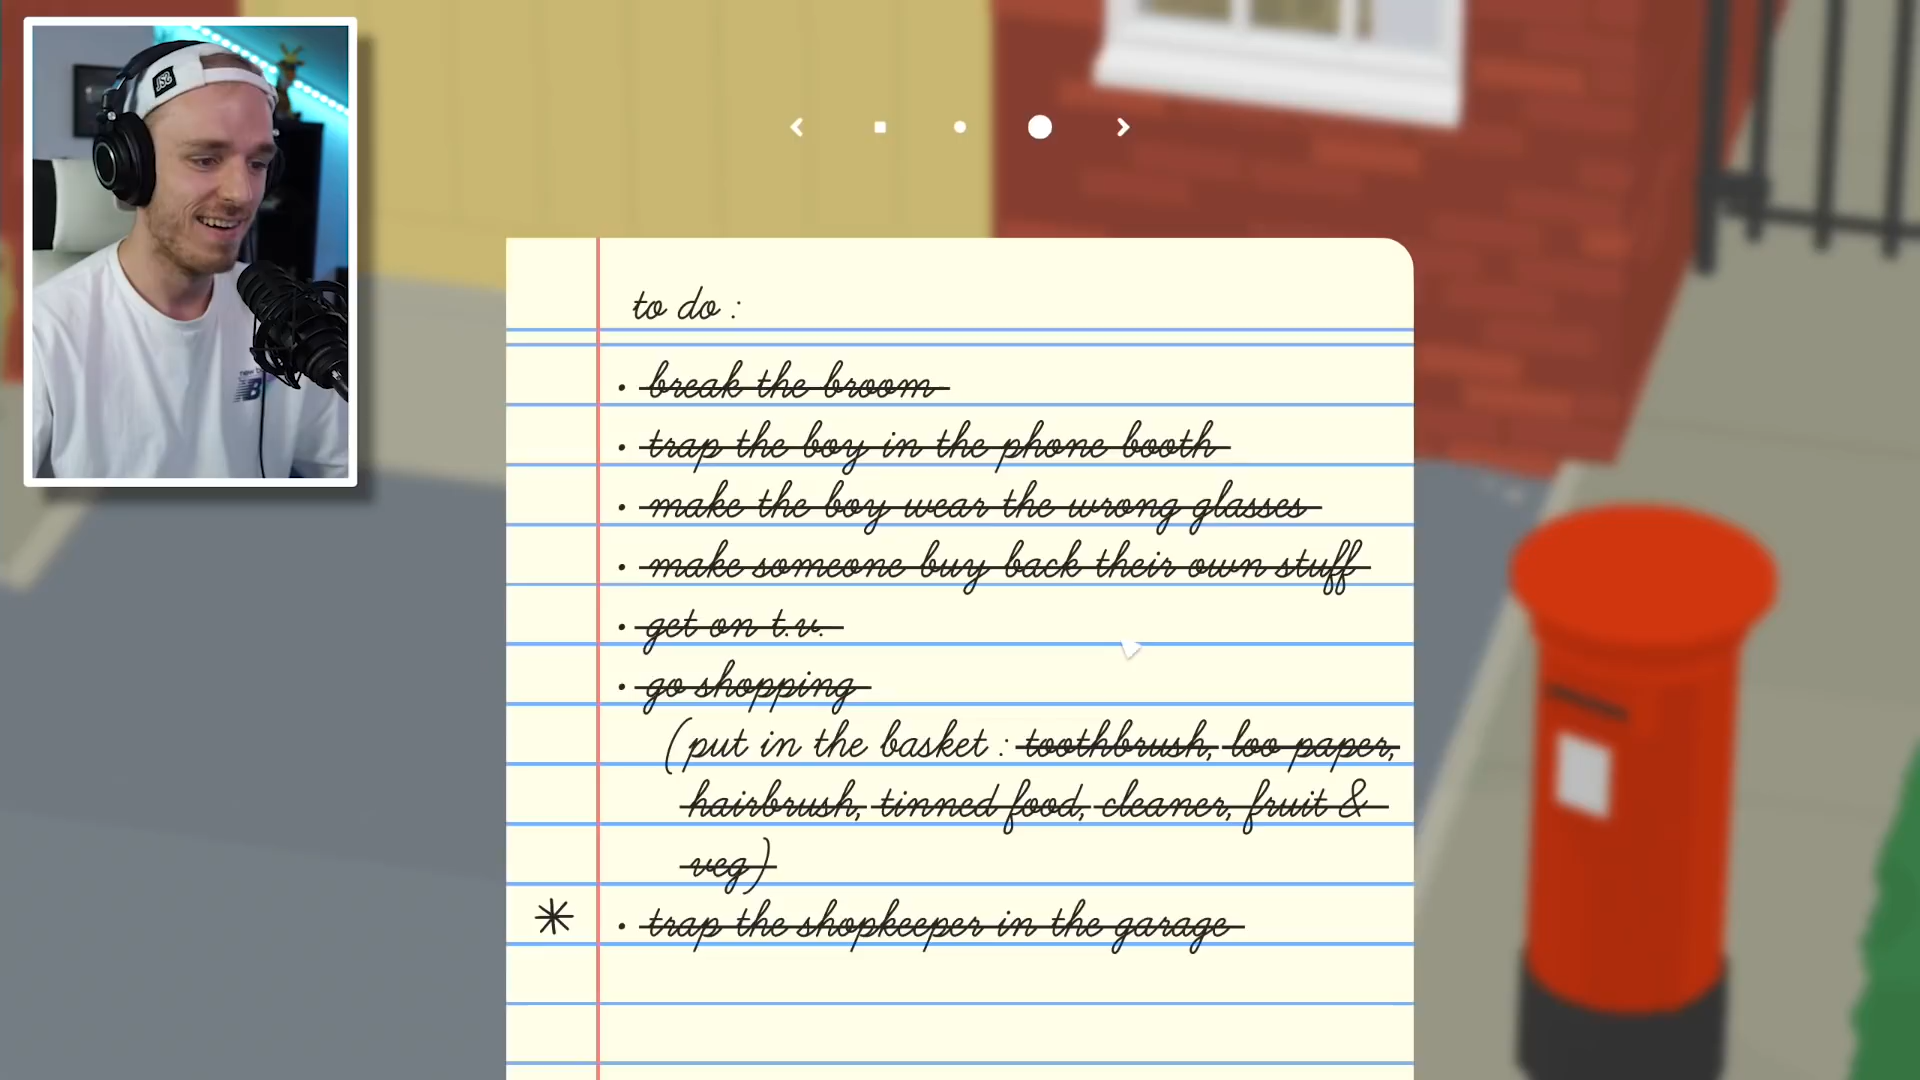 to do :
• break the broom
• trap the boy in the phone booth
• make the boy wear the wrong glasses
• make someone buy back their own stuff
• get on t.v.
• go shopping
(put in the basket : toothbrush, loo paper,
hairbrush, tinned food, cleaner, fruit &
veg)
* • trap the shopkeeper in the garage